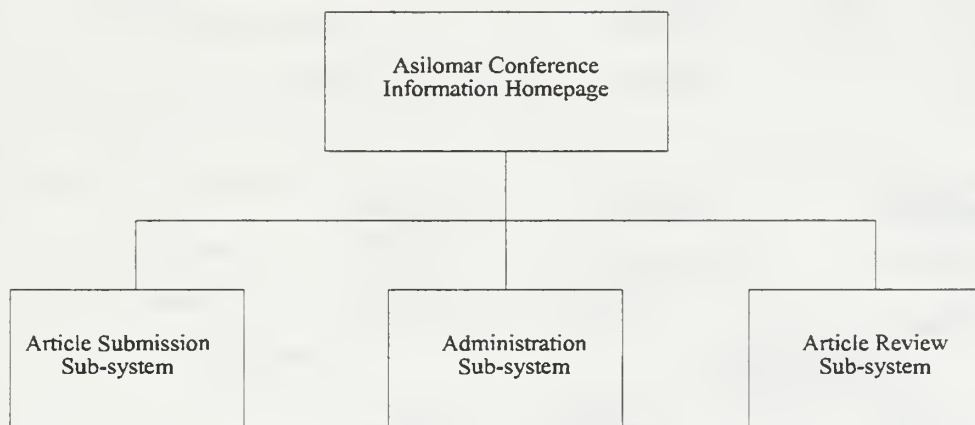 Asilomar Conference
Information Homepage
Article Submission
Sub-system
Administration
Sub-system
Article Review
Sub-system